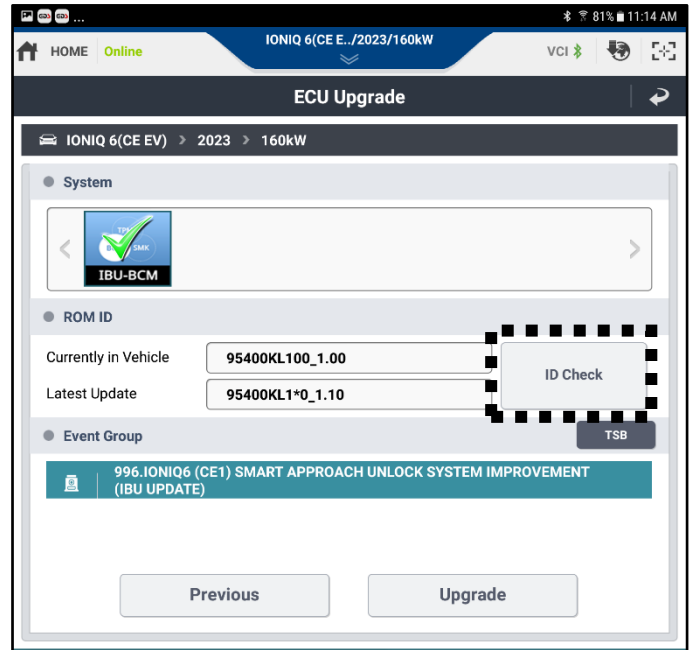 ... 81% 11:14 AM
HOME Online IONIQ 6(CE E../2023/160kW VCI
ECU Upgrade
IONIQ 6(CE EV) > 2023 > 160kW
System
SMK
IBU-BCM
ROM ID
Currently in Vehicle 95400KL100_1.00
ID Check
Latest Update 95400KL1*0_1.10
Event Group TSB
996.IONIQ6 (CE1) SMART APPROACH UNLOCK SYSTEM IMPROVEMENT
(IBU UPDATE)
Previous Upgrade